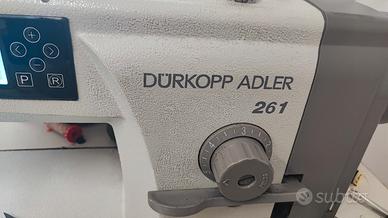 DÜRKOPP ADLER
261
P R
subito